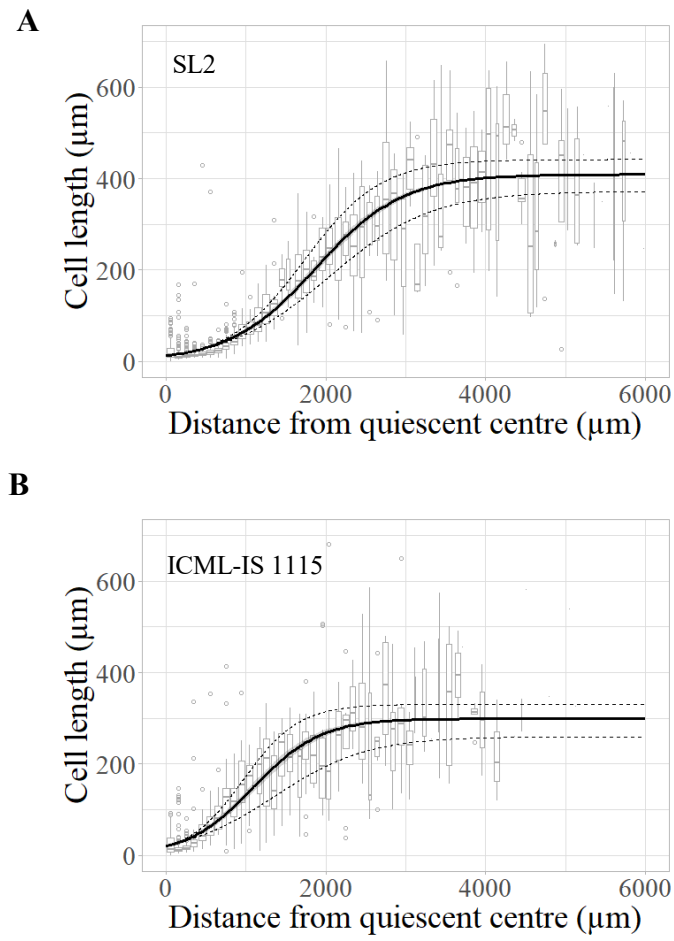 A
SL2
Cell length (µm)
600
400
200
0
0 2000 4000 6000
Distance from quiescent centre (µm)
B
ICML-IS 1115
Cell length (µm)
600
400
200
0
0 2000 4000 6000
Distance from quiescent centre (µm)